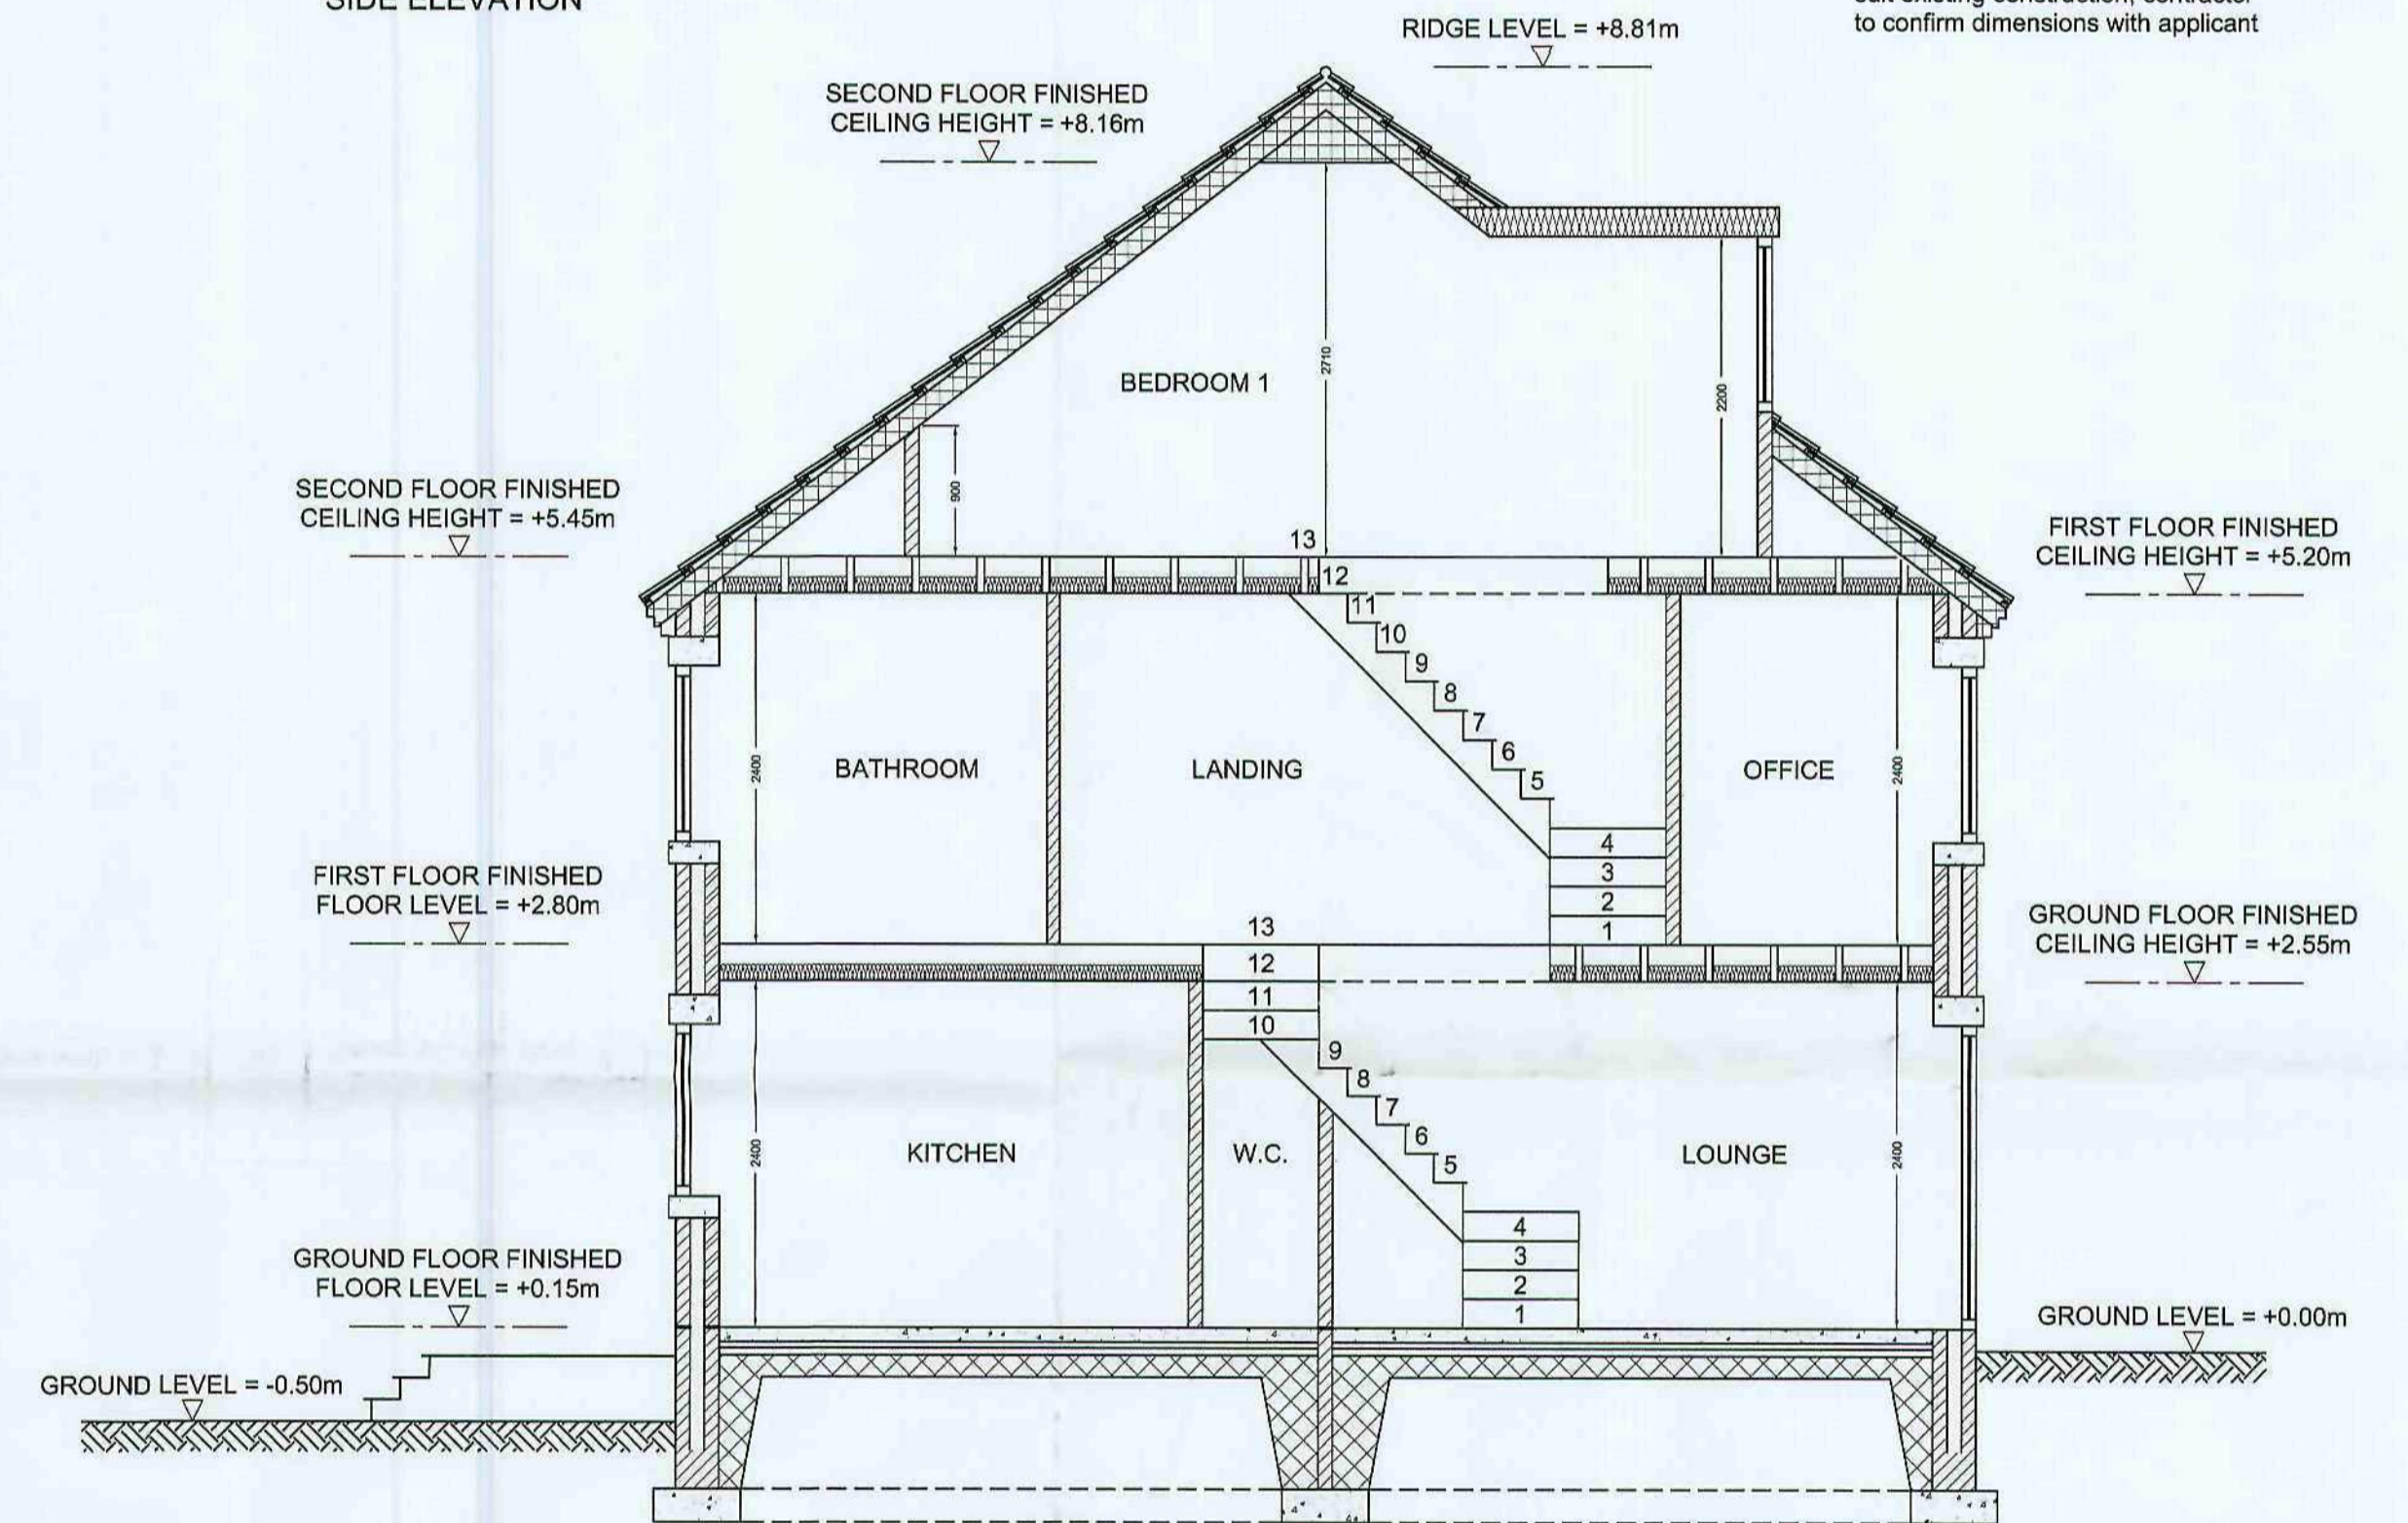 SIDE ELEVATION
to confirm dimensions with applicant
RIDGE LEVEL = +8.81m
SECOND FLOOR FINISHED
CEILING HEIGHT = +8.16m
BEDROOM 1
2710
2200
900
SECOND FLOOR FINISHED
CEILING HEIGHT = +5.45m
FIRST FLOOR FINISHED
CEILING HEIGHT = +5.20m
13
12
11
10
9
8
7
6
5
4
3
2
1
2400
BATHROOM
LANDING
OFFICE
2400
FIRST FLOOR FINISHED
FLOOR LEVEL = +2.80m
GROUND FLOOR FINISHED
CEILING HEIGHT = +2.55m
13
12
11
10
9
8
7
6
5
4
3
2
1
2400
KITCHEN
W.C.
LOUNGE
2400
GROUND FLOOR FINISHED
FLOOR LEVEL = +0.15m
GROUND LEVEL = +0.00m
GROUND LEVEL = -0.50m